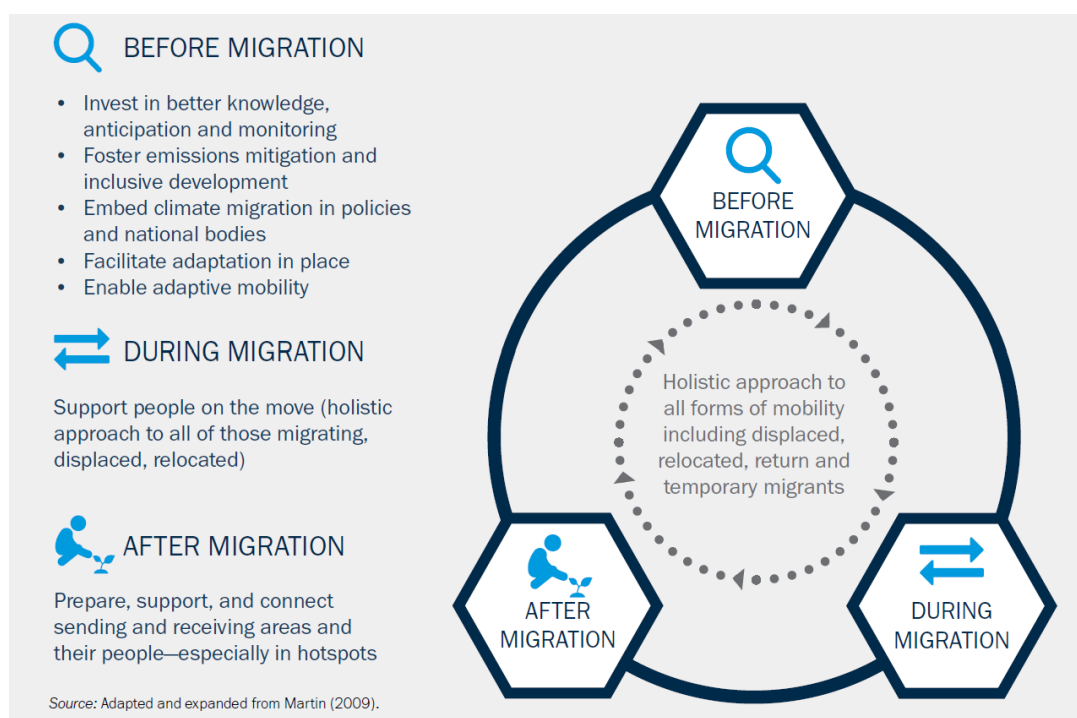 BEFORE MIGRATION
• Invest in better knowledge,
anticipation and monitoring
• Foster emissions mitigation and
inclusive development
• Embed climate migration in policies
and national bodies
• Facilitate adaptation in place
• Enable adaptive mobility
DURING MIGRATION
Support people on the move (holistic
approach to all of those migrating,
displaced, relocated)
AFTER MIGRATION
Prepare, support, and connect
sending and receiving areas and
their people—especially in hotspots
Source: Adapted and expanded from Martin (2009).
BEFORE
MIGRATION
Holistic approach to
all forms of mobility
including displaced,
relocated, return and
temporary migrants
AFTER
MIGRATION
DURING
MIGRATION